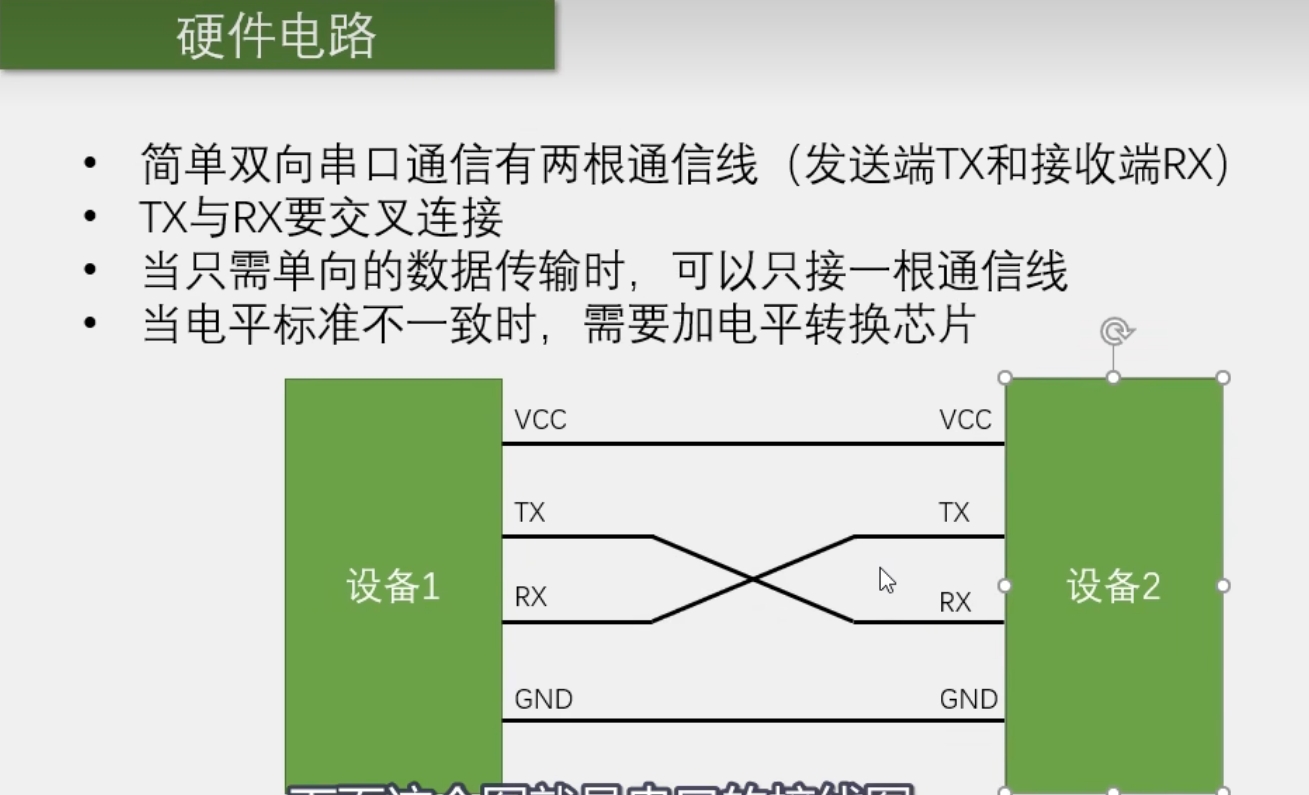 硬件电路
• 简单双向串口通信有两根通信线（发送端TX和接收端RX）
• TX与RX要交叉连接
• 当只需单向的数据传输时，可以只接一根通信线
• 当电平标准不一致时，需要加电平转换芯片
VCC VCC
TX TX
设备1 设备2
RX RX
GND GND